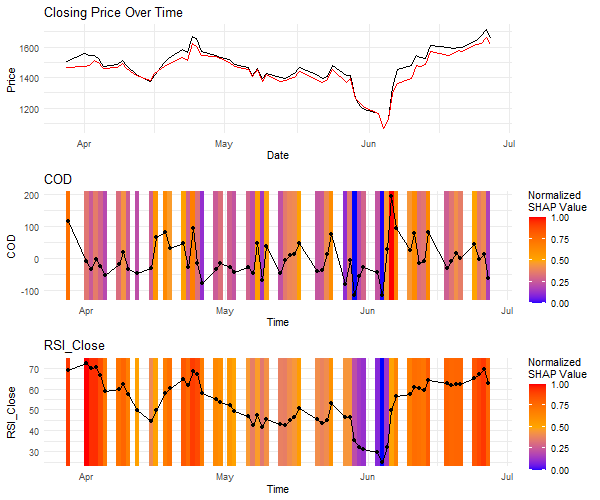 Closing Price Over Time
1600
1400
1200
Price
Apr May Jun Jul
Date
COD
200
100
0
-100
COD
Apr May Jun Jul
Time
Normalized
SHAP Value
1.00
0.75
0.50
0.25
0.00
RSI_Close
70
60
50
40
30
RSI_Close
Apr May Jun Jul
Time
Normalized
SHAP Value
1.00
0.75
0.50
0.25
0.00